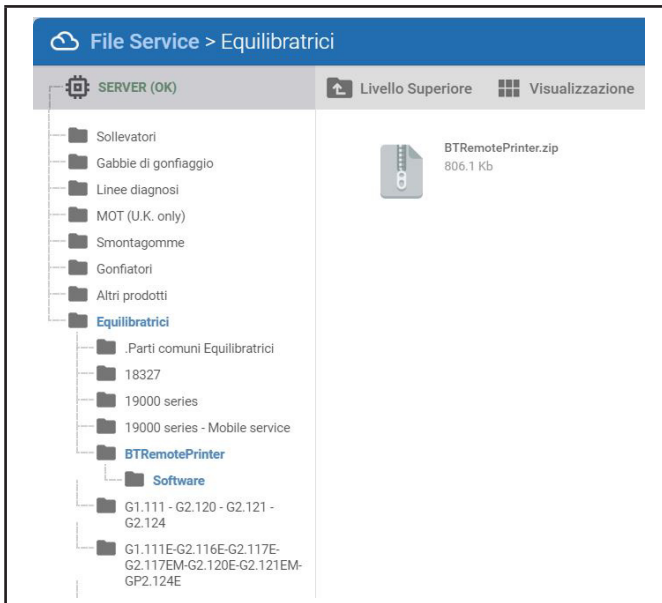 File Service > Equilibratrici
SERVER (OK)
Livello Superiore
Visualizzazione
Sollevatori
Gabbie di gonfiaggio
Linee diagnosi
MOT (U.K. only)
Smontagomme
Gonfiatori
Altri prodotti
Equilibratrici
.Parti comuni Equilibratrici
18327
19000 series
19000 series - Mobile service
BTRemotePrinter
Software
G1.111 - G2.120 - G2.121 -
G2.124
G1.111E-G2.116E-G2.117E-
G2.117EM-G2.120E-G2.121EM-
GP2.124E
BTRemotePrinter.zip
806.1 Kb